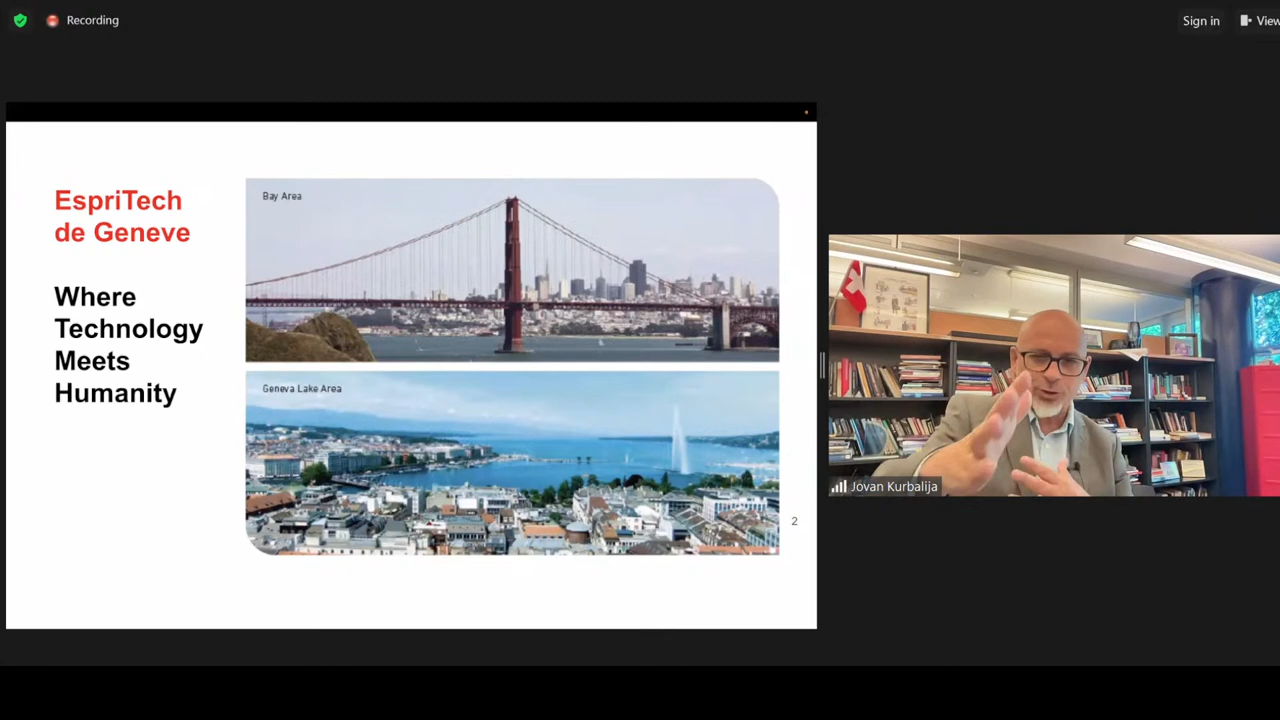 Recording
Sign in
View
EspriTech
de Geneve
Where
Technology
Meets
Humanity
Bay Area
Geneva Lake Area
2
Jovan Kurbalija